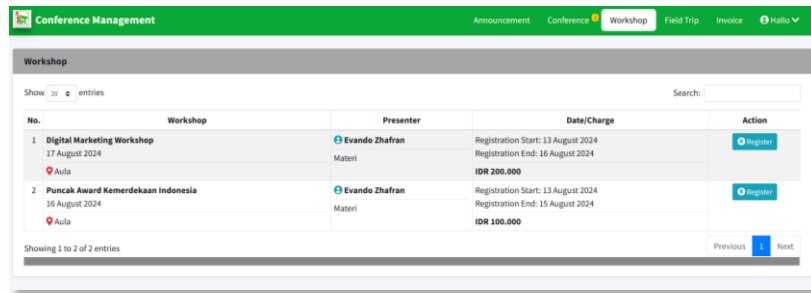 Conference Management
Announcement Conference Workshop Field Trip Invoice Hallo
Workshop
Show entries
Search:
No. Workshop Presenter Date/Charge Action
1 Digital Marketing Workshop Evando Zhafran Registration Start: 13 August 2024 Register
17 August 2024 Materi Registration End: 16 August 2024
Aula IDR 200.000
2 Puncak Award Kemerdekaan Indonesia Evando Zhafran Registration Start: 13 August 2024 Register
16 August 2024 Materi Registration End: 15 August 2024
Aula IDR 100.000
Showing 1 to 2 of 2 entries
Previous 1 Next